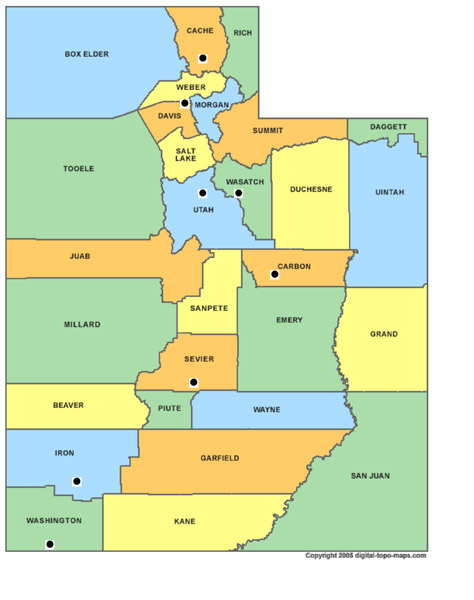 CACHE
RICH
BOX ELDER
WEBER
MORGAN
DAVIS
SUMMIT
DAGGETT
SALT
LAKE
TOOELE
WASATCH
DUCHESNE
UINTAH
UTAH
JUAB
CARBON
SANPETE
EMERY
MILLARD
GRAND
SEVIER
BEAVER
PIUTE
WAYNE
IRON
GARFIELD
SAN JUAN
WASHINGTON
KANE
Copyright 2005 digital-topo-maps.com